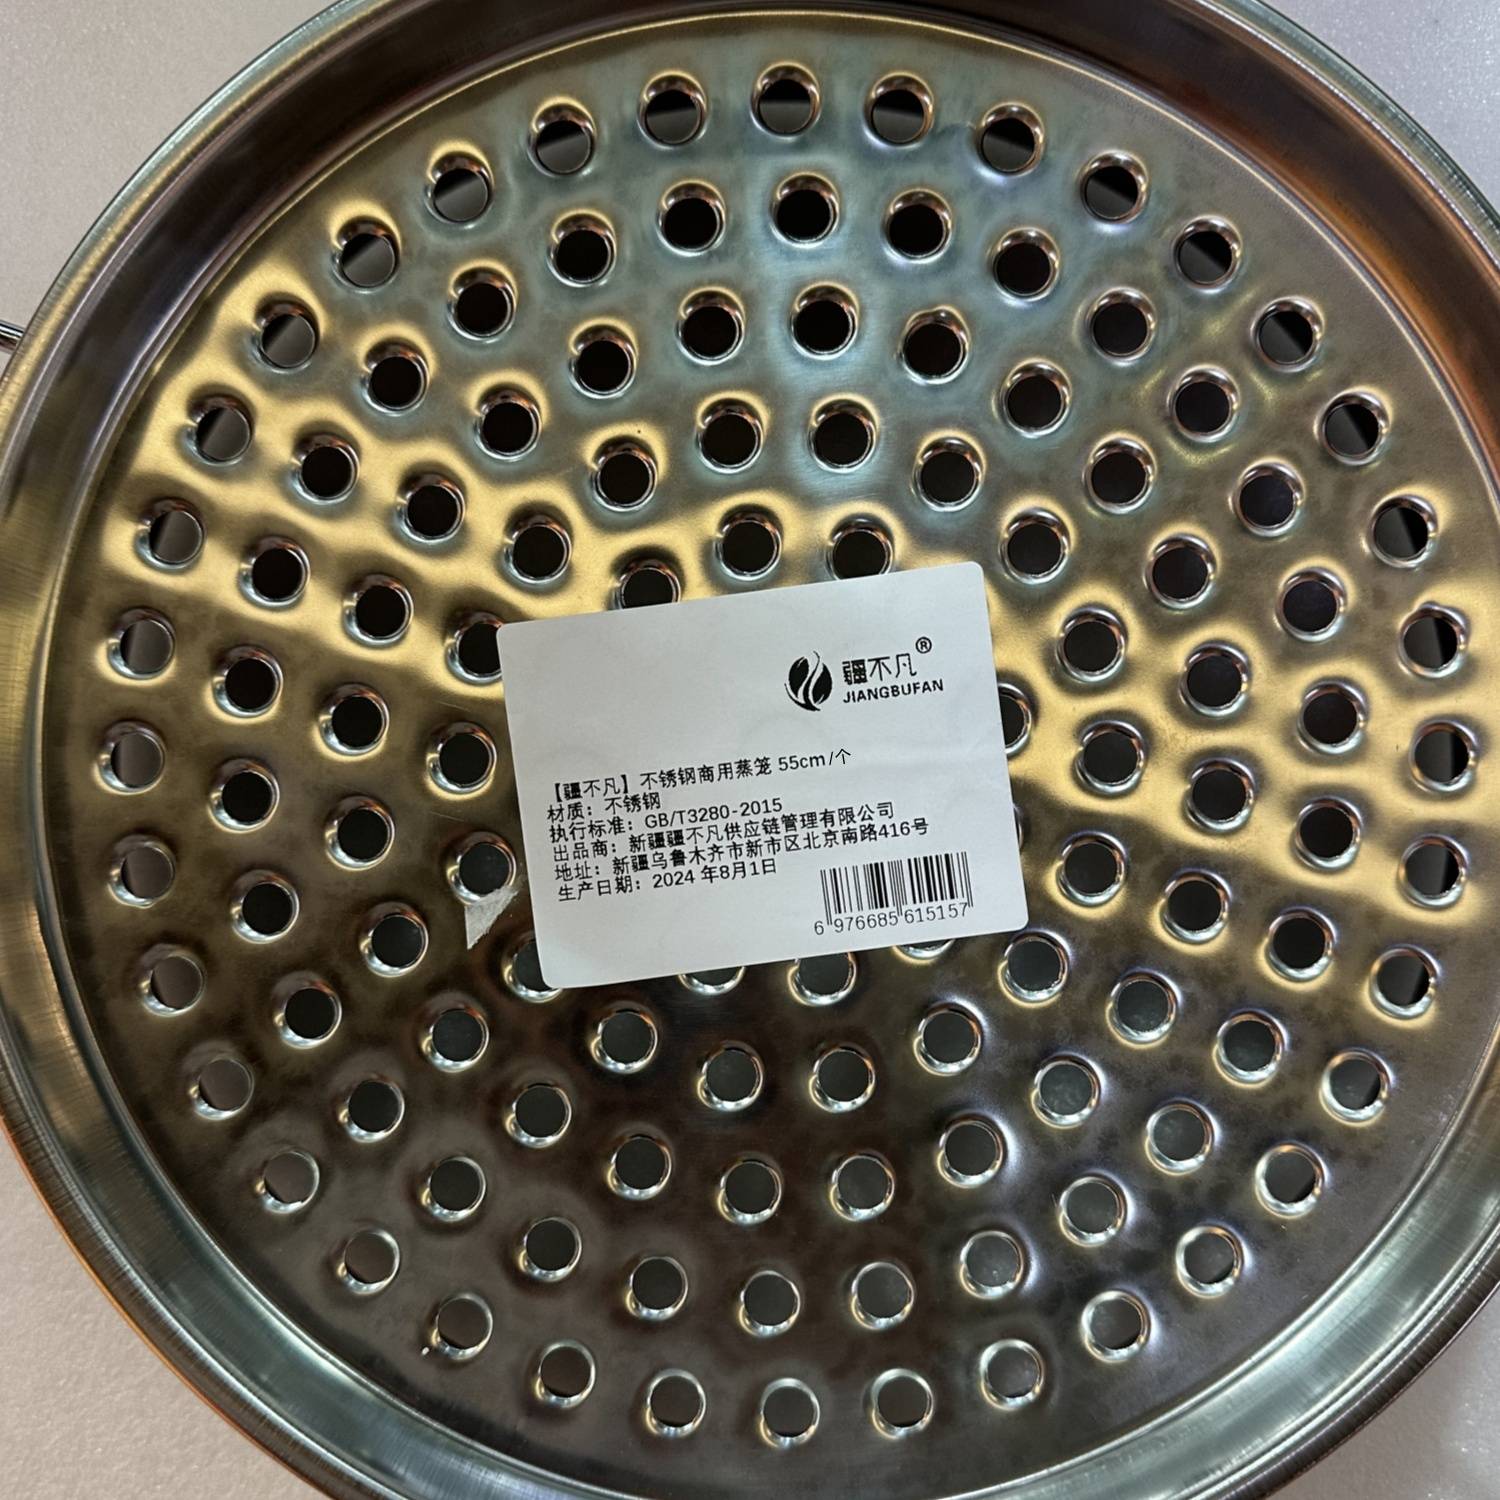 疆不凡®
JIANGBUFAN
【疆不凡】不锈钢商用蒸笼 55cm/个
材质：不锈钢
执行标准：GB/T3280-2015
出品商：新疆疆不凡供应链管理有限公司
地址：新疆乌鲁木齐市新市区北京南路416号
生产日期：2024 年8月1日
6 976685 615157